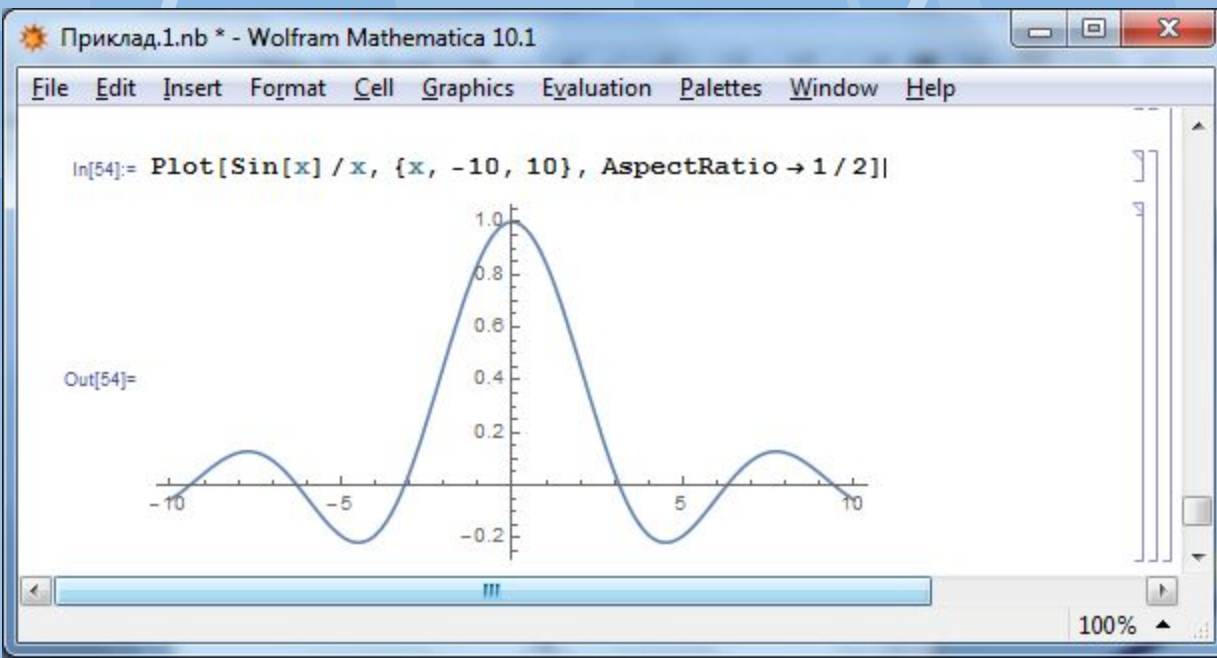 Приклад.1.nb * - Wolfram Mathematica 10.1
File Edit Insert Format Cell Graphics Evaluation Palettes Window Help
In[54]:= Plot[Sin[x] / x, {x, -10, 10}, AspectRatio → 1 / 2]
1.0
0.8
0.6
Out[54]=
0.4
0.2
-10 -5 5 10
-0.2
100%